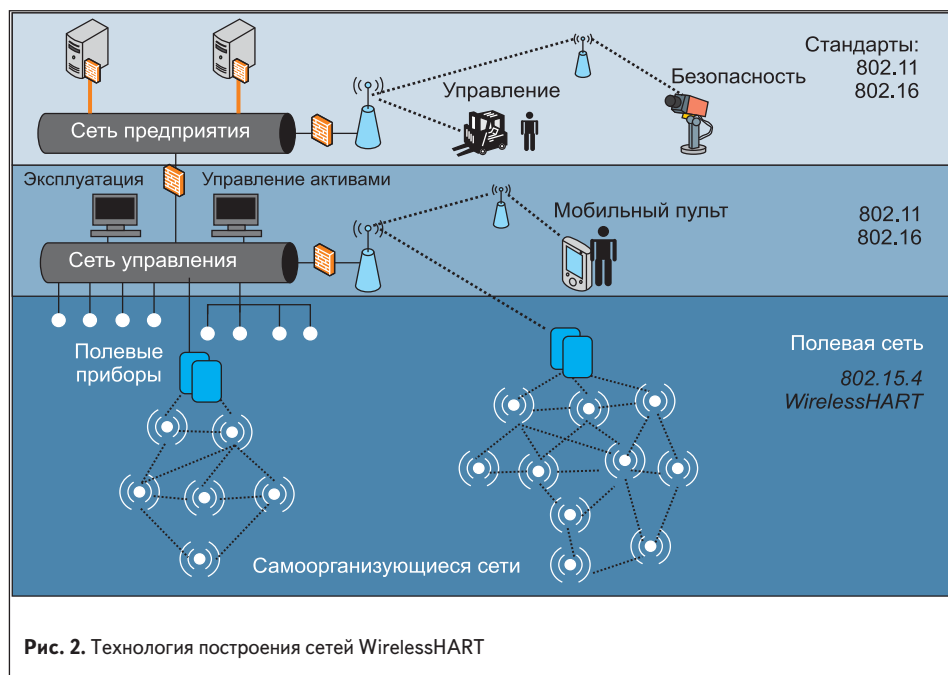 Стандарты:
802.11
802.16
Безопасность
Управление
Сеть предприятия
Эксплуатация
Управление активами
Мобильный пульт
802.11
802.16
Сеть управления
Полевые
приборы
Полевая сеть
802.15.4
WirelessHART
Самоорганизующиеся сети
Рис. 2. Технология построения сетей WirelessHART